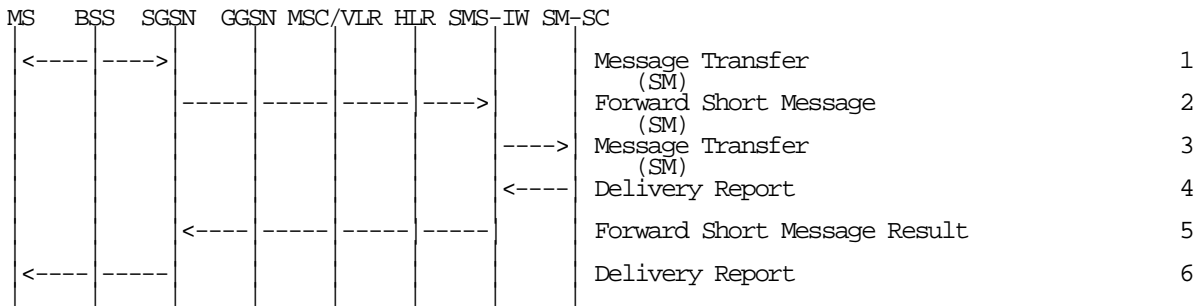 MS BSS SGSN GGSN MSC/VLR HLR SMS-IW SM-SC
Message Transfer 1
(SM)
Forward Short Message 2
(SM)
Message Transfer 3
(SM)
Delivery Report 4
Forward Short Message Result 5
Delivery Report 6